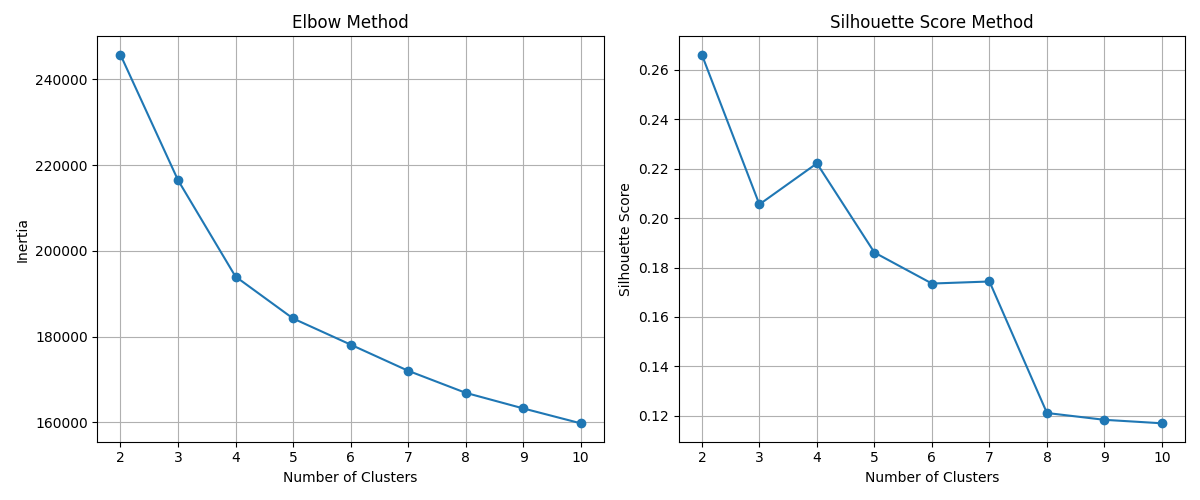 Elbow Method
Inertia
240000
220000
200000
180000
160000
2 3 4 5 6 7 8 9 10
Number of Clusters
Silhouette Score Method
Silhouette Score
0.26
0.24
0.22
0.20
0.18
0.16
0.14
0.12
2 3 4 5 6 7 8 9 10
Number of Clusters